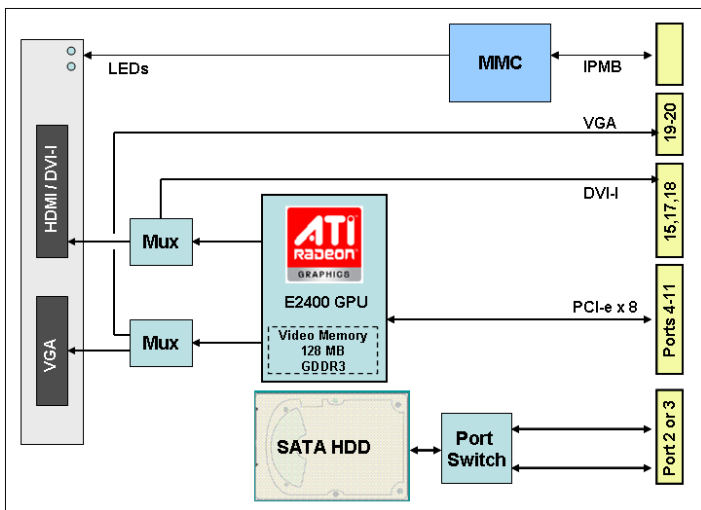 LEDs
MMC
IPMB
VGA
19-20
HDMI / DVI-I
DVI-I
15,17,18
Mux
ATI
RADEON
GRAPHICS
E2400 GPU
PCI-e x 8
Ports 4-11
VGA
Mux
Video Memory
128 MB
GDDR3
SATA HDD
Port
Switch
Port 2 or 3